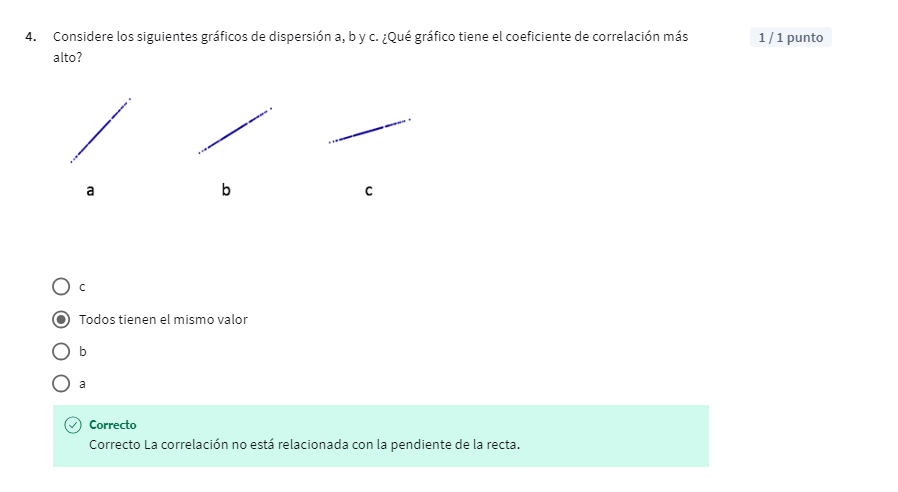 4. Considere los siguientes gráficos de dispersión a, b y c. ¿Qué gráfico tiene el coeficiente de correlación más
alto?
1 / 1 punto
a b c
c
Todos tienen el mismo valor
b
a
Correcto
Correcto La correlación no está relacionada con la pendiente de la recta.